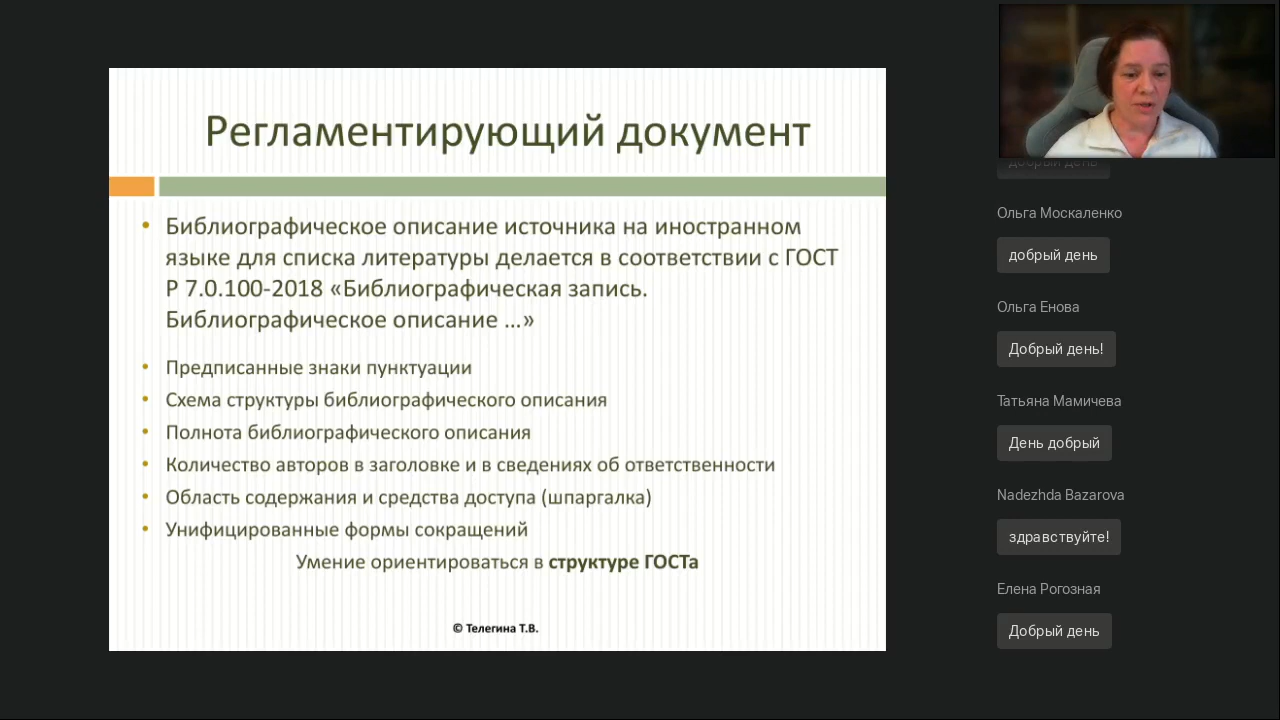 Регламентирующий документ
• Библиографическое описание источника на иностранном
языке для списка литературы делается в соответствии с ГОСТ
Р 7.0.100-2018 «Библиографическая запись.
Библиографическое описание ...»
• Предписанные знаки пунктуации
• Схема структуры библиографического описания
• Полнота библиографического описания
• Количество авторов в заголовке и в сведениях об ответственности
• Область содержания и средства доступа (шпаргалка)
• Унифицированные формы сокращений
Умение ориентироваться в структуре ГОСТа
© Телегина Т.В.
добрый день
Ольга Москаленко
добрый день
Ольга Енова
Добрый день!
Татьяна Мамичева
День добрый
Nadezhda Bazarova
здравствуйте!
Елена Рогозная
Добрый день